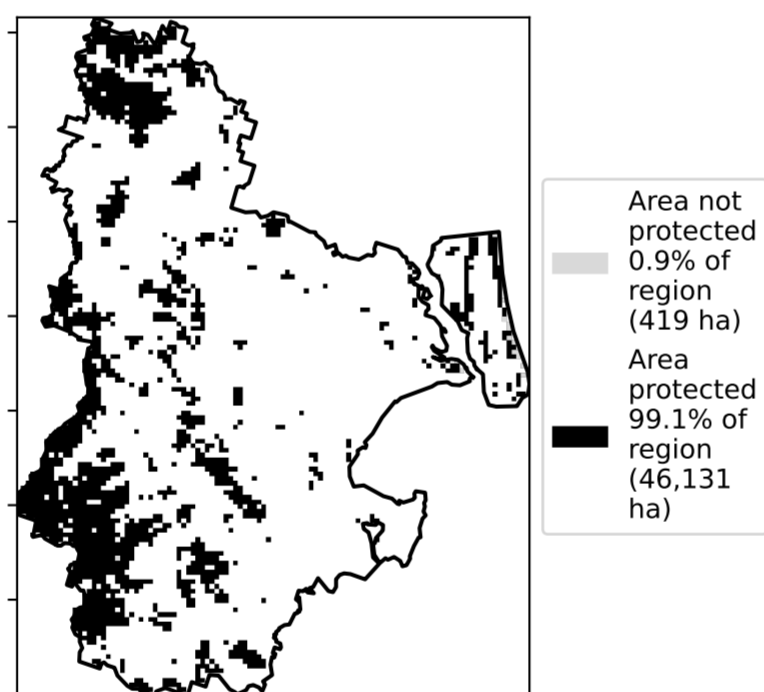 Area not
protected
0.9% of
region
(419 ha)
Area
protected
99.1% of
region
(46,131
ha)